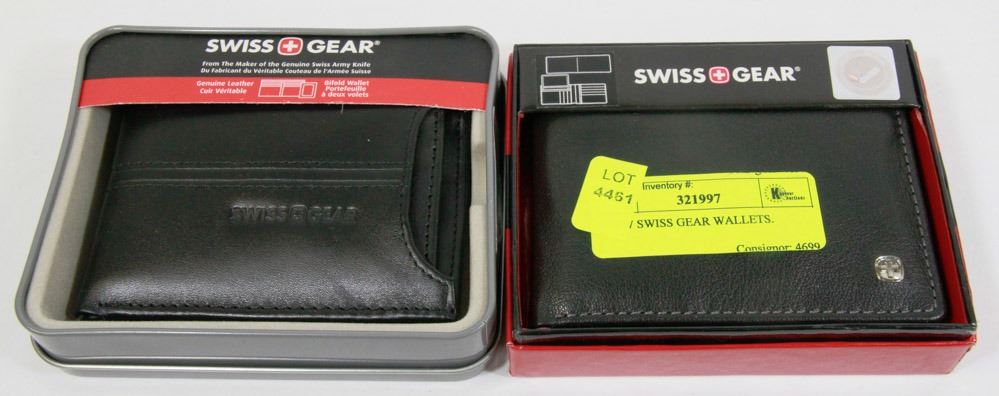 SWISS GEAR®
From The Maker of the Genuine Swiss Army Knife
Du Fabricant du Véritable Couteau de l'Armée Suisse
Genuine Leather
Cuir Véritable
Bifold Wallet
Portefeuille
à deux volets
SWISS GEAR
SWISS GEAR®
LOT
4461
Inventory #:
321997
/ SWISS GEAR WALLETS.
Consignor: 4699